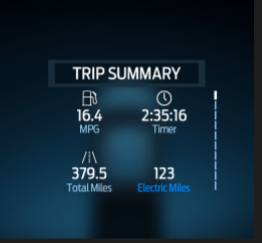 TRIP SUMMARY
16.4 2:35:16
MPG Timer
379.5 123
Total Miles Electric Miles